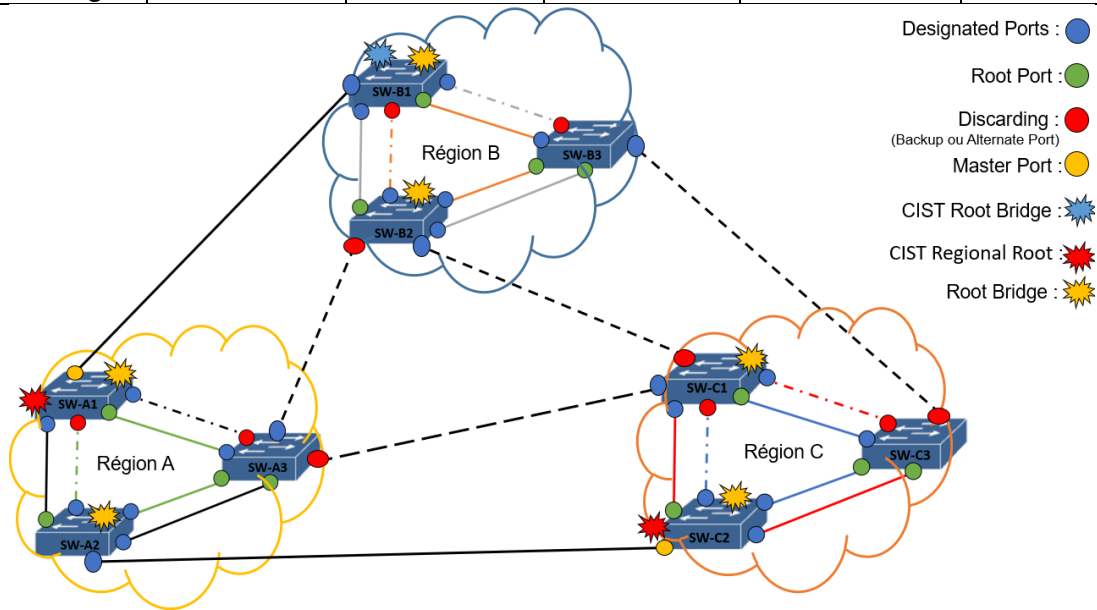 Designated Ports :
Root Port :
Discarding :
(Backup ou Alternate Port)
Master Port :
CIST Root Bridge :
CIST Regional Root :
Root Bridge :
SW-B1
SW-B3
Région B
SW-B2
SW-A1
SW-A3
Région A
SW-A2
SW-C1
SW-C3
Région C
SW-C2